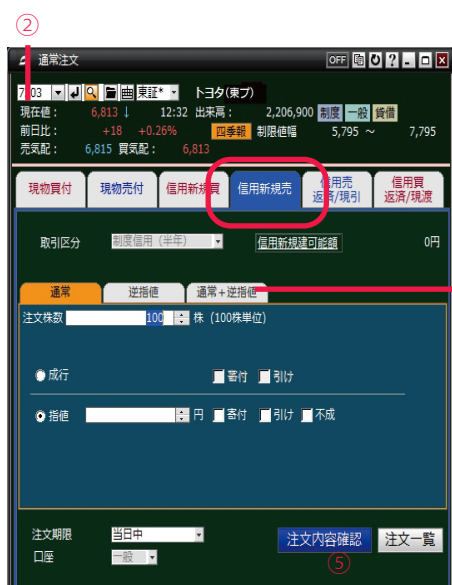 ②
通常注文 OFF ?
7203 東証* トヨタ(東プ)
現在値： 6,813 ↓ 12:32 出来高： 2,206,900 制度 一般 貸借
前日比： +18 +0.26% 四季報 制限値幅 5,795 ～ 7,795
売気配： 6,815 買気配： 6,813
現物買付 現物売付 信用新規買 信用新規売 信用売 返済/現引 信用買 返済/現渡
取引区分 制度信用（半年） 信用新規建可能額 0円
通常 逆指値 通常+逆指値
注文株数 100 株 (100株単位)
成行 寄付 引け
指値 円 寄付 引け 不成
注文期限 当日中 注文内容確認 注文一覧
口座 一般
⑤